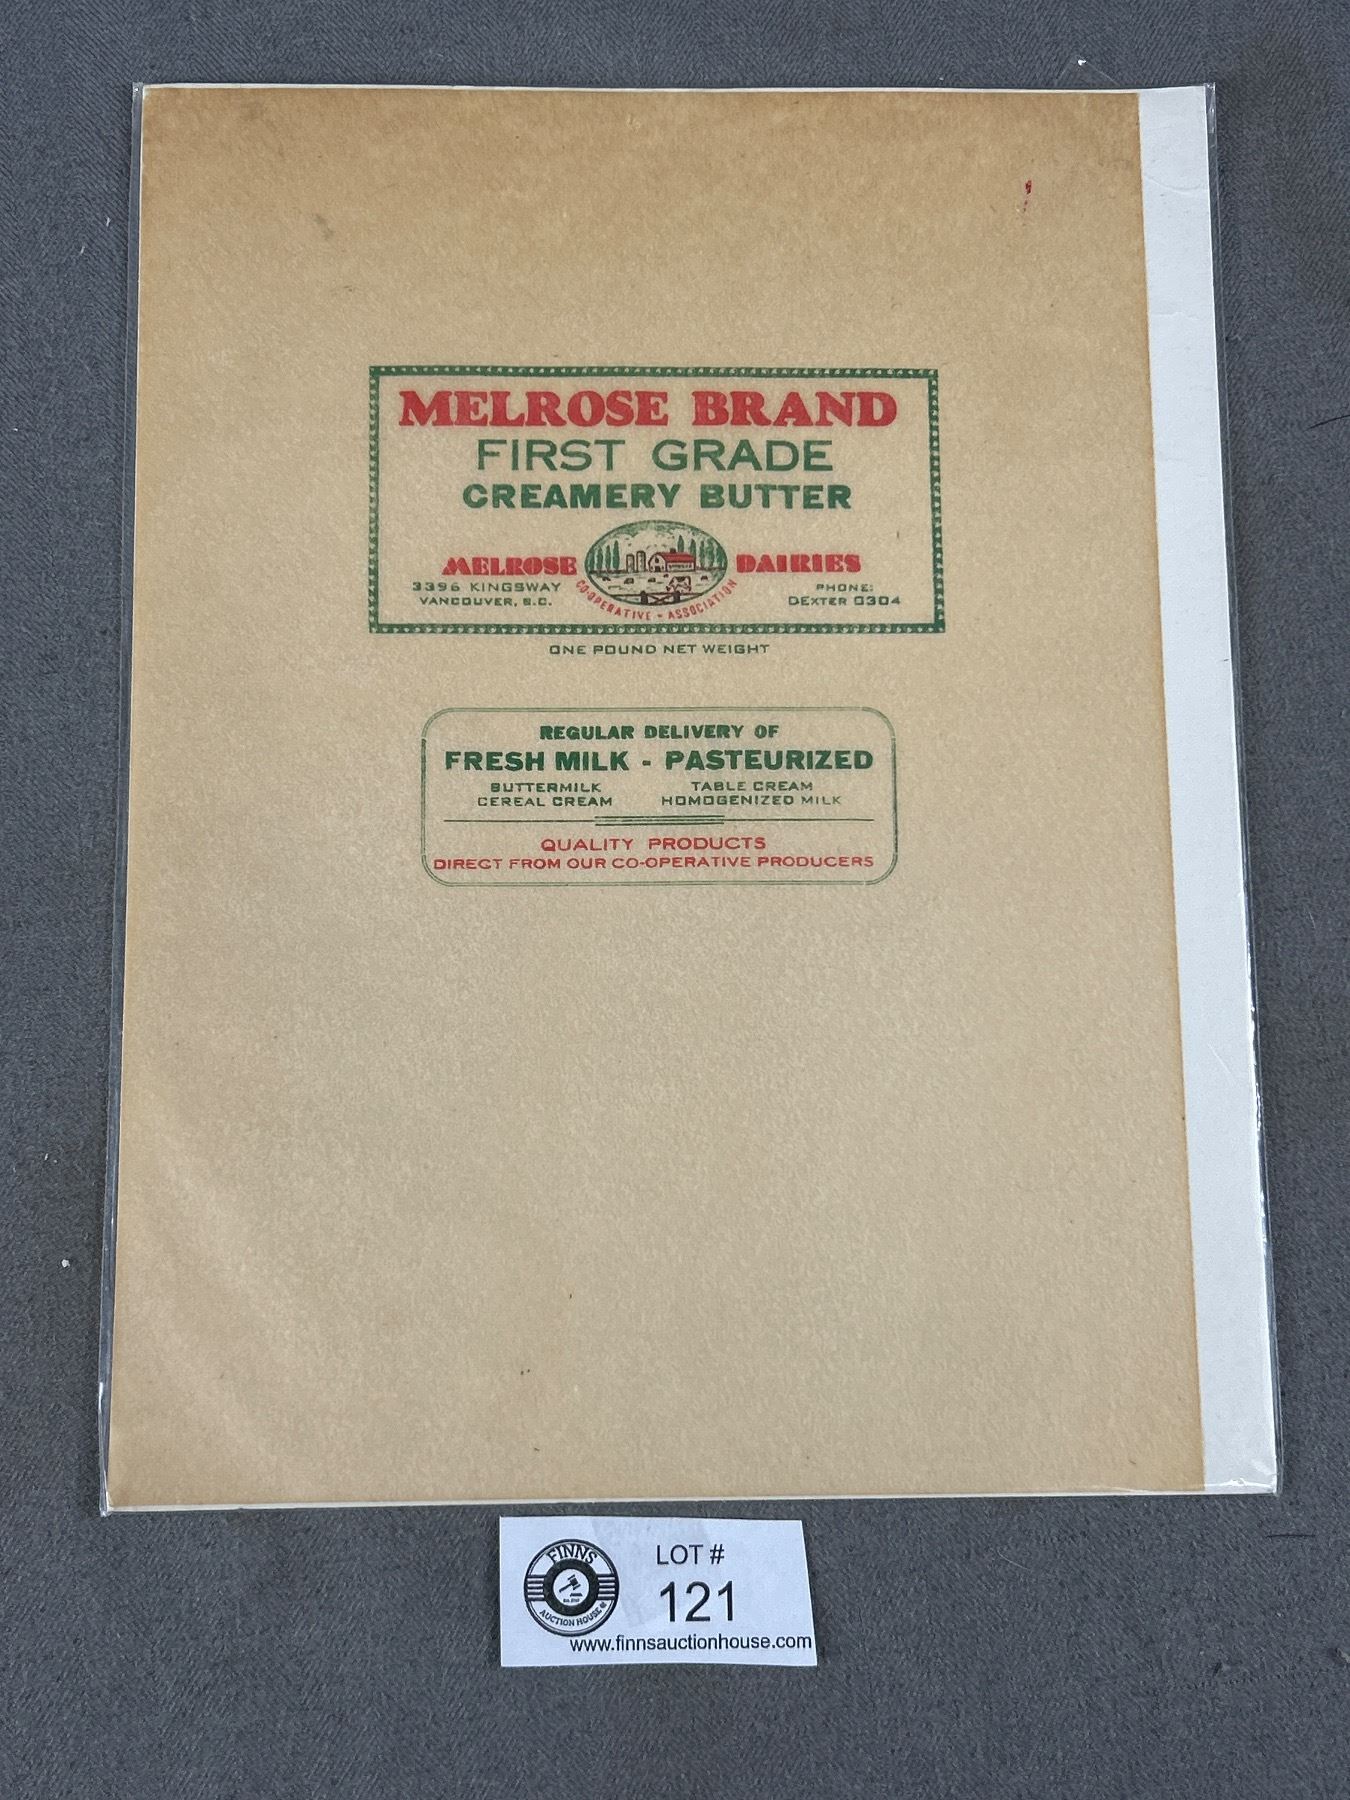 MELROSE BRAND
FIRST GRADE
CREAMERY BUTTER
MELROSE DAIRIES
3396 KINGSWAY
VANCOUVER, B.C.
CO-OPERATIVE - ASSOCIATION
PHONE:
DEXTER 0304
ONE POUND NET WEIGHT
REGULAR DELIVERY OF
FRESH MILK - PASTEURIZED
BUTTERMILK TABLE CREAM
CEREAL CREAM HOMOGENIZED MILK
QUALITY PRODUCTS
DIRECT FROM OUR CO-OPERATIVE PRODUCERS
FINNS
AUCTION HOUSE
LOT #
121
www.finnsauctionhouse.com